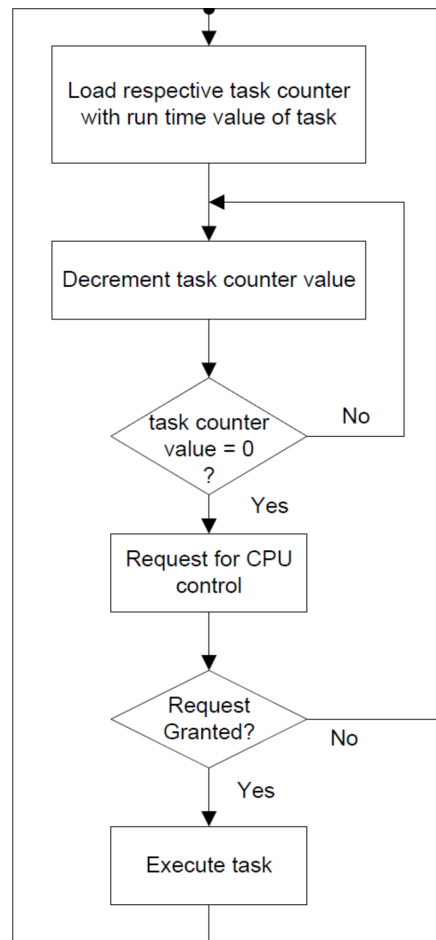 Load respective task counter
with run time value of task
Decrement task counter value
task counter
value = 0
?
No
Yes
Request for CPU
control
Request
Granted?
No
Yes
Execute task